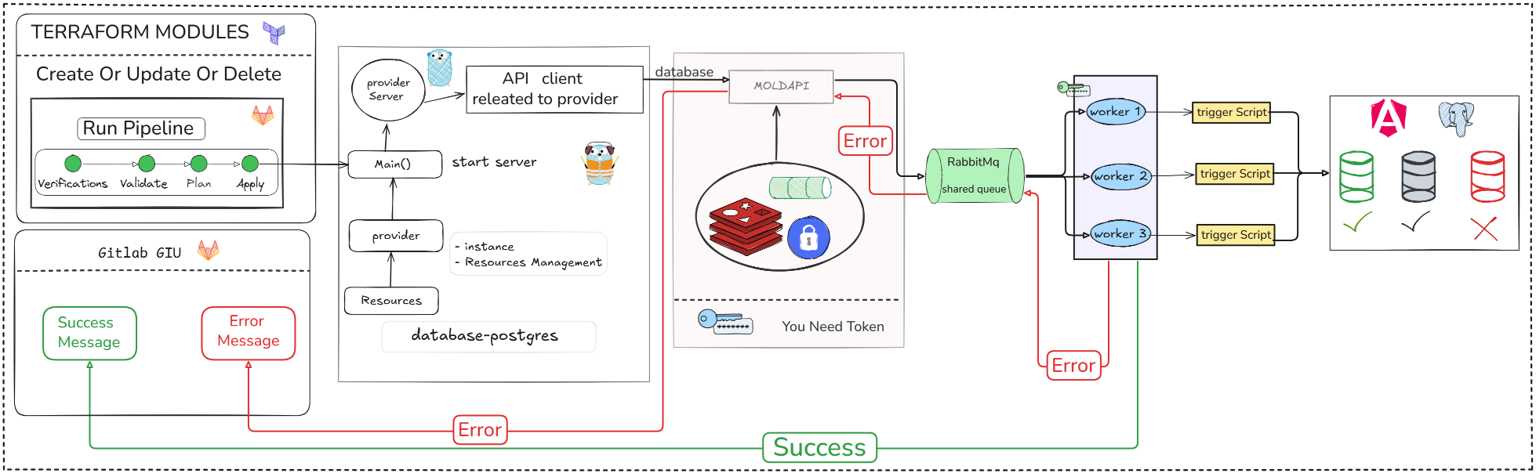 TERRAFORM MODULES
Create Or Update Or Delete
Run Pipeline
Verifications
Validate
Plan
Apply
Gitlab GIU
Success
Message
Error
Message
provider
Server
API client
releated to provider
Main()
start server
provider
- instance
- Resources Management
Resources
database-postgres
database
MOLDAPI
You Need Token
Error
RabbitMq
shared queue
worker 1
worker 2
worker 3
trigger Script
trigger Script
trigger Script
A
Error
Error
Success